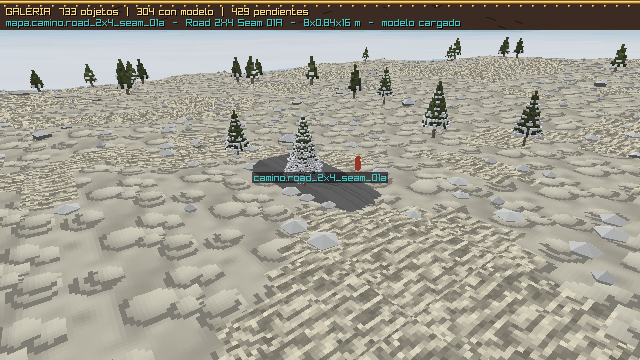 GALERIA 733 objetos | 304 con modelo | 429 pendientes
mapa.camino.road_2x4_seam_01a - Road 2X4 Seam 01A - 8x0.84x16 m - modelo cargado
camino.road_2x4_seam_01a